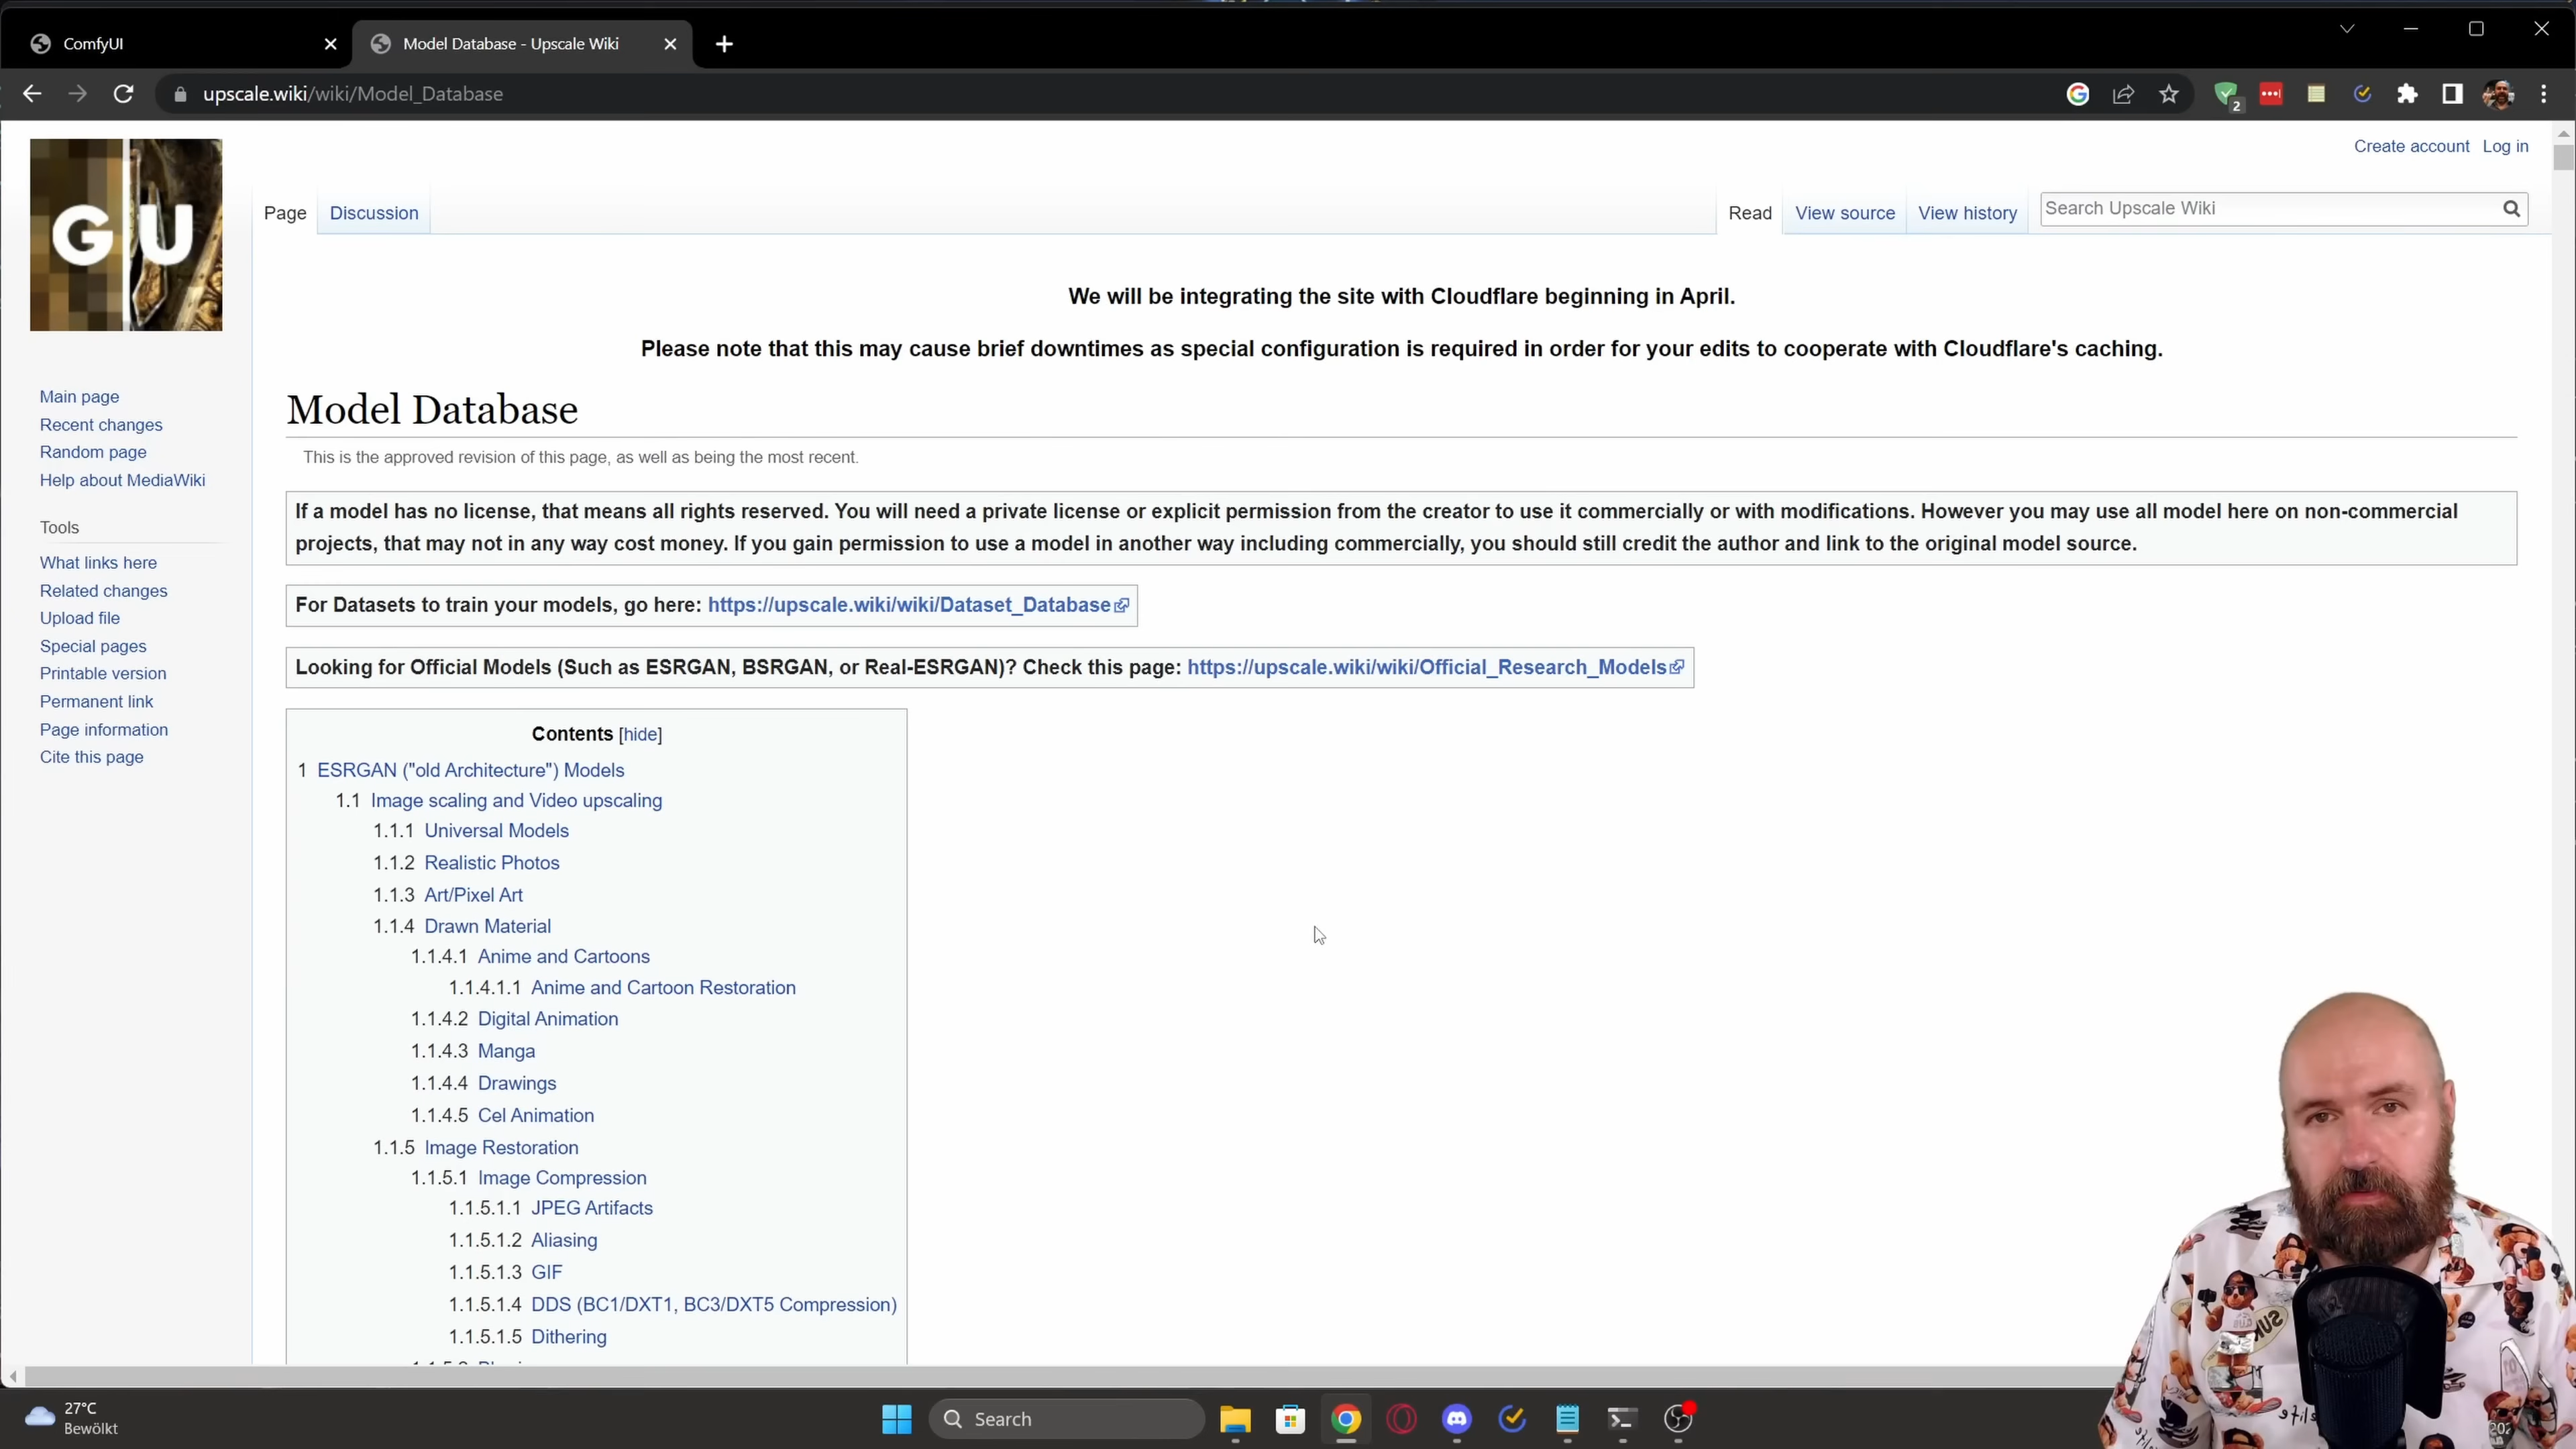 ComfyUI
Model Database - Upscale Wiki
upscale.wiki/wiki/Model_Database
2
Create account Log in
GU
Page Discussion Read View source View history Search Upscale Wiki
We will be integrating the site with Cloudflare beginning in April.
Please note that this may cause brief downtimes as special configuration is required in order for your edits to cooperate with Cloudflare's caching.
Main page
Recent changes
Random page
Help about MediaWiki
Tools
What links here
Related changes
Upload file
Special pages
Printable version
Permanent link
Page information
Cite this page
Model Database
This is the approved revision of this page, as well as being the most recent.
If a model has no license, that means all rights reserved. You will need a private license or explicit permission from the creator to use it commercially or with modifications. However you may use all model here on non-commercial
projects, that may not in any way cost money. If you gain permission to use a model in another way including commercially, you should still credit the author and link to the original model source.
For Datasets to train your models, go here: https://upscale.wiki/wiki/Dataset_Database
Looking for Official Models (Such as ESRGAN, BSRGAN, or Real-ESRGAN)? Check this page: https://upscale.wiki/wiki/Official_Research_Models
Contents [hide]
1 ESRGAN ("old Architecture") Models
1.1 Image scaling and Video upscaling
1.1.1 Universal Models
1.1.2 Realistic Photos
1.1.3 Art/Pixel Art
1.1.4 Drawn Material
1.1.4.1 Anime and Cartoons
1.1.4.1.1 Anime and Cartoon Restoration
1.1.4.2 Digital Animation
1.1.4.3 Manga
1.1.4.4 Drawings
1.1.4.5 Cel Animation
1.1.5 Image Restoration
1.1.5.1 Image Compression
1.1.5.1.1 JPEG Artifacts
1.1.5.1.2 Aliasing
1.1.5.1.3 GIF
1.1.5.1.4 DDS (BC1/DXT1, BC3/DXT5 Compression)
1.1.5.1.5 Dithering
27°C
Bewölkt
Search